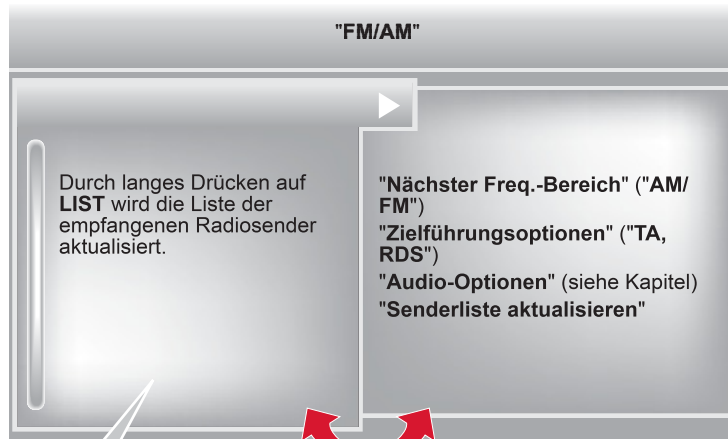 "FM/AM"
Durch langes Drücken auf
LIST wird die Liste der
empfangenen Radiosender
aktualisiert.
"Nächster Freq.-Bereich" ("AM/
FM")
"Zielführungsoptionen" ("TA,
RDS")
"Audio-Optionen" (siehe Kapitel)
"Senderliste aktualisieren"